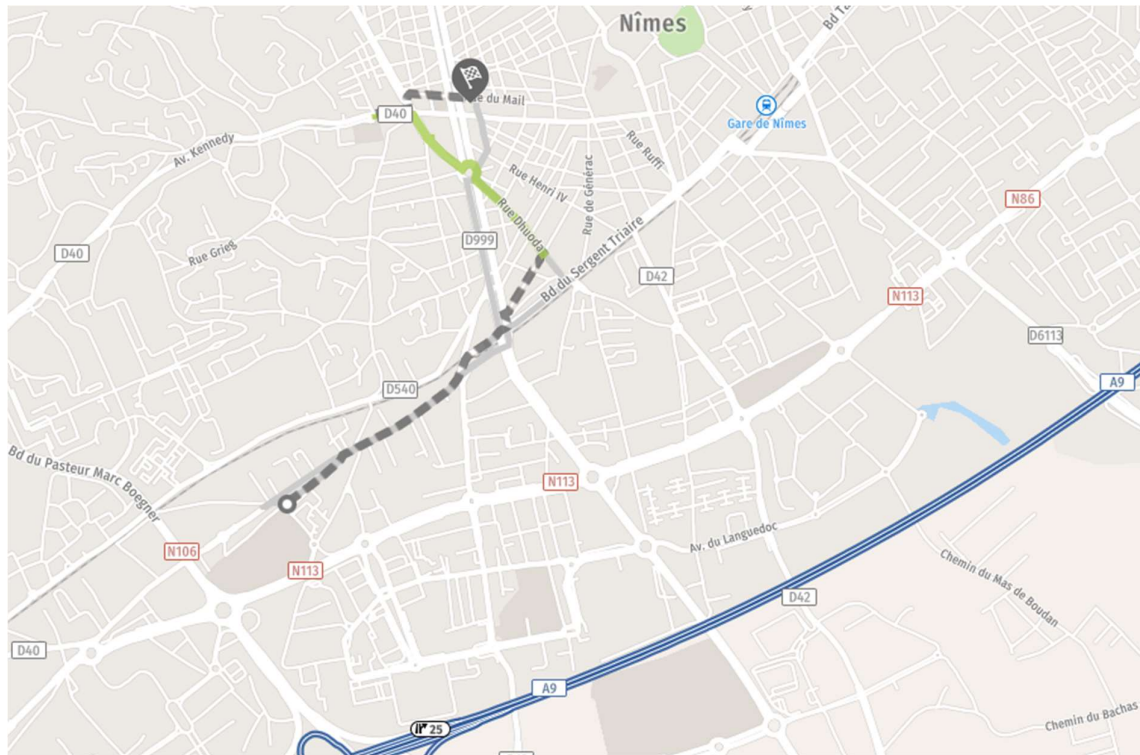 Nîmes
Bd Ta
e du Mail
D40
Gare de Nîmes
Av. Kennedy
Rue Ruffi
Rue Henri IV
Rue de Générac
N86
Rue Dhuoda
D999
Rue Grieg
D40
Bd du Sergent Triaire
D42
N113
D6113
A9
D540
Bd du Pasteur Marc Boegner
N113
Av. du Languedoc
N106
N113
Chemin du Mas de Boudan
D42
D40
A9
25
Chemin du Bachas